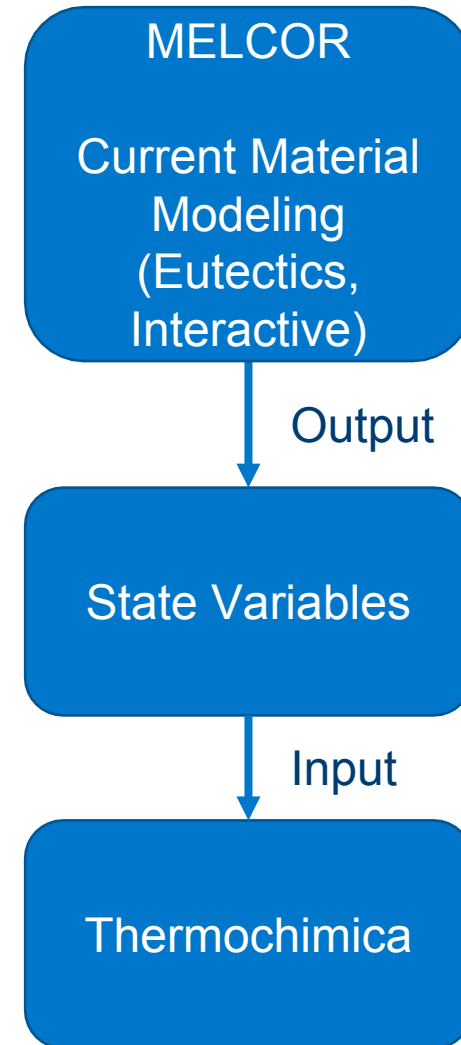 MELCOR
Current Material
Modeling
(Eutectics,
Interactive)
Output
State Variables
Input
Thermochimica